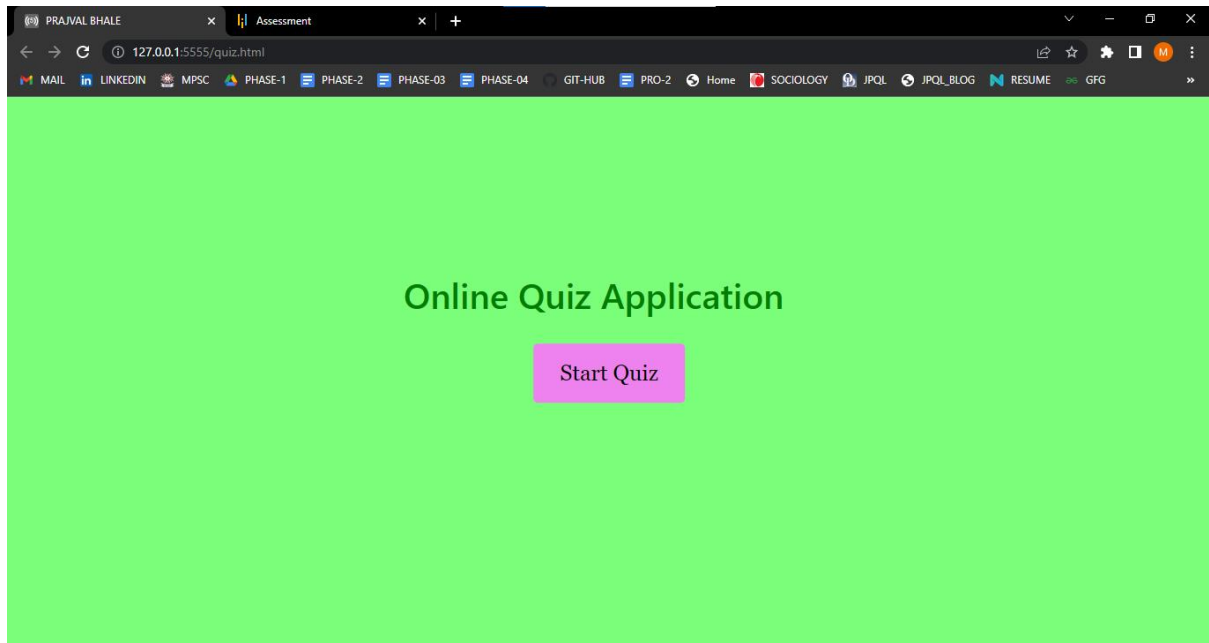 PRAJVAL BHALE
Assessment
127.0.0.1:5555/quiz.html
M
MAIL in LINKEDIN MPSC PHASE-1 PHASE-2 PHASE-03 PHASE-04 GIT-HUB PRO-2 Home SOCIOLOGY JPQL JPQL_BLOG RESUME GFG »
Online Quiz Application
Start Quiz